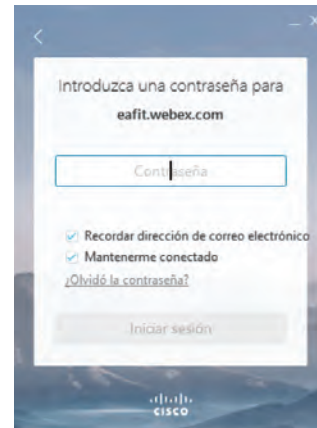 Introduzca una contraseña para
eafit.webex.com
Contraseña
Recordar dirección de correo electrónico
Mantenerme conectado
¿Olvidó la contraseña?
Iniciar sesión
CISCO